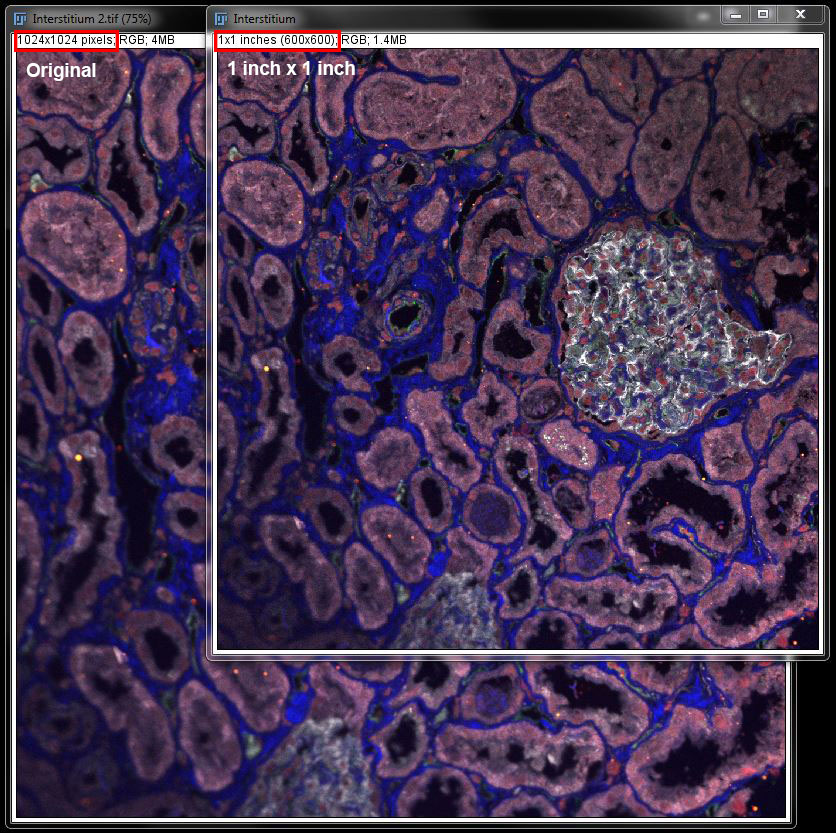 Interstitium 2.tif (75%)
1024x1024 pixels; RGB; 4MB
Original
Interstitium
1x1 inches (600x600); RGB; 1.4MB
1 inch x 1 inch